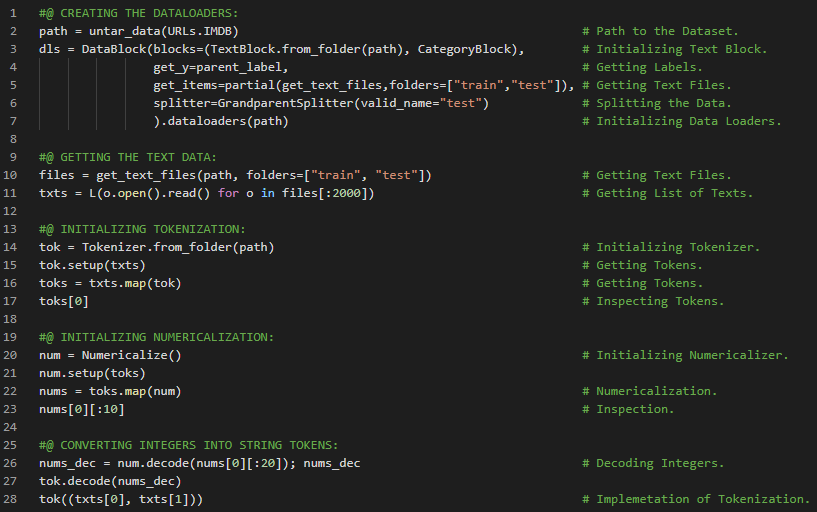 1 #@ CREATING THE DATALOADERS:
2 path = untar_data(URLs.IMDB) # Path to the Dataset.
3 dls = DataBlock(blocks=(TextBlock.from_folder(path), CategoryBlock), # Initializing Text Block.
4 get_y=parent_label, # Getting Labels.
5 get_items=partial(get_text_files,folders=["train","test"]), # Getting Text Files.
6 splitter=GrandparentSplitter(valid_name="test") # Splitting the Data.
7 ).dataloaders(path) # Initializing Data Loaders.
8
9 #@ GETTING THE TEXT DATA:
10 files = get_text_files(path, folders=["train", "test"]) # Getting Text Files.
11 txts = L(o.open().read() for o in files[:2000]) # Getting List of Texts.
12
13 #@ INITIALIZING TOKENIZATION:
14 tok = Tokenizer.from_folder(path) # Initializing Tokenizer.
15 tok.setup(txts) # Getting Tokens.
16 toks = txts.map(tok) # Getting Tokens.
17 toks[0] # Inspecting Tokens.
18
19 #@ INITIALIZING NUMERICALIZATION:
20 num = Numericalize() # Initializing Numericalizer.
21 num.setup(toks)
22 nums = toks.map(num) # Numericalization.
23 nums[0][:10] # Inspection.
24
25 #@ CONVERTING INTEGERS INTO STRING TOKENS:
26 nums_dec = num.decode(nums[0][:20]); nums_dec # Decoding Integers.
27 tok.decode(nums_dec)
28 tok((txts[0], txts[1])) # Implemetation of Tokenization.